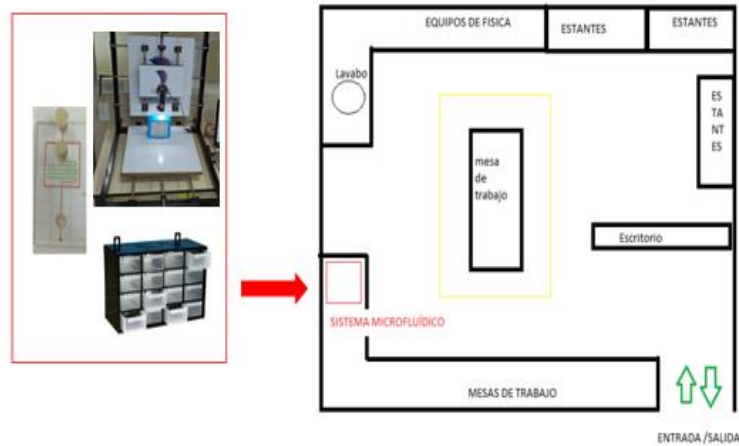 EQUIPOS DE FISICA
ESTANTES
ESTANTES
Lavabo
ES
TA
NT
ES
mesa
de
trabajo
Escritorio
SISTEMA MICROFLUÍDICO
MESAS DE TRABAJO
ENTRADA /SALIDA